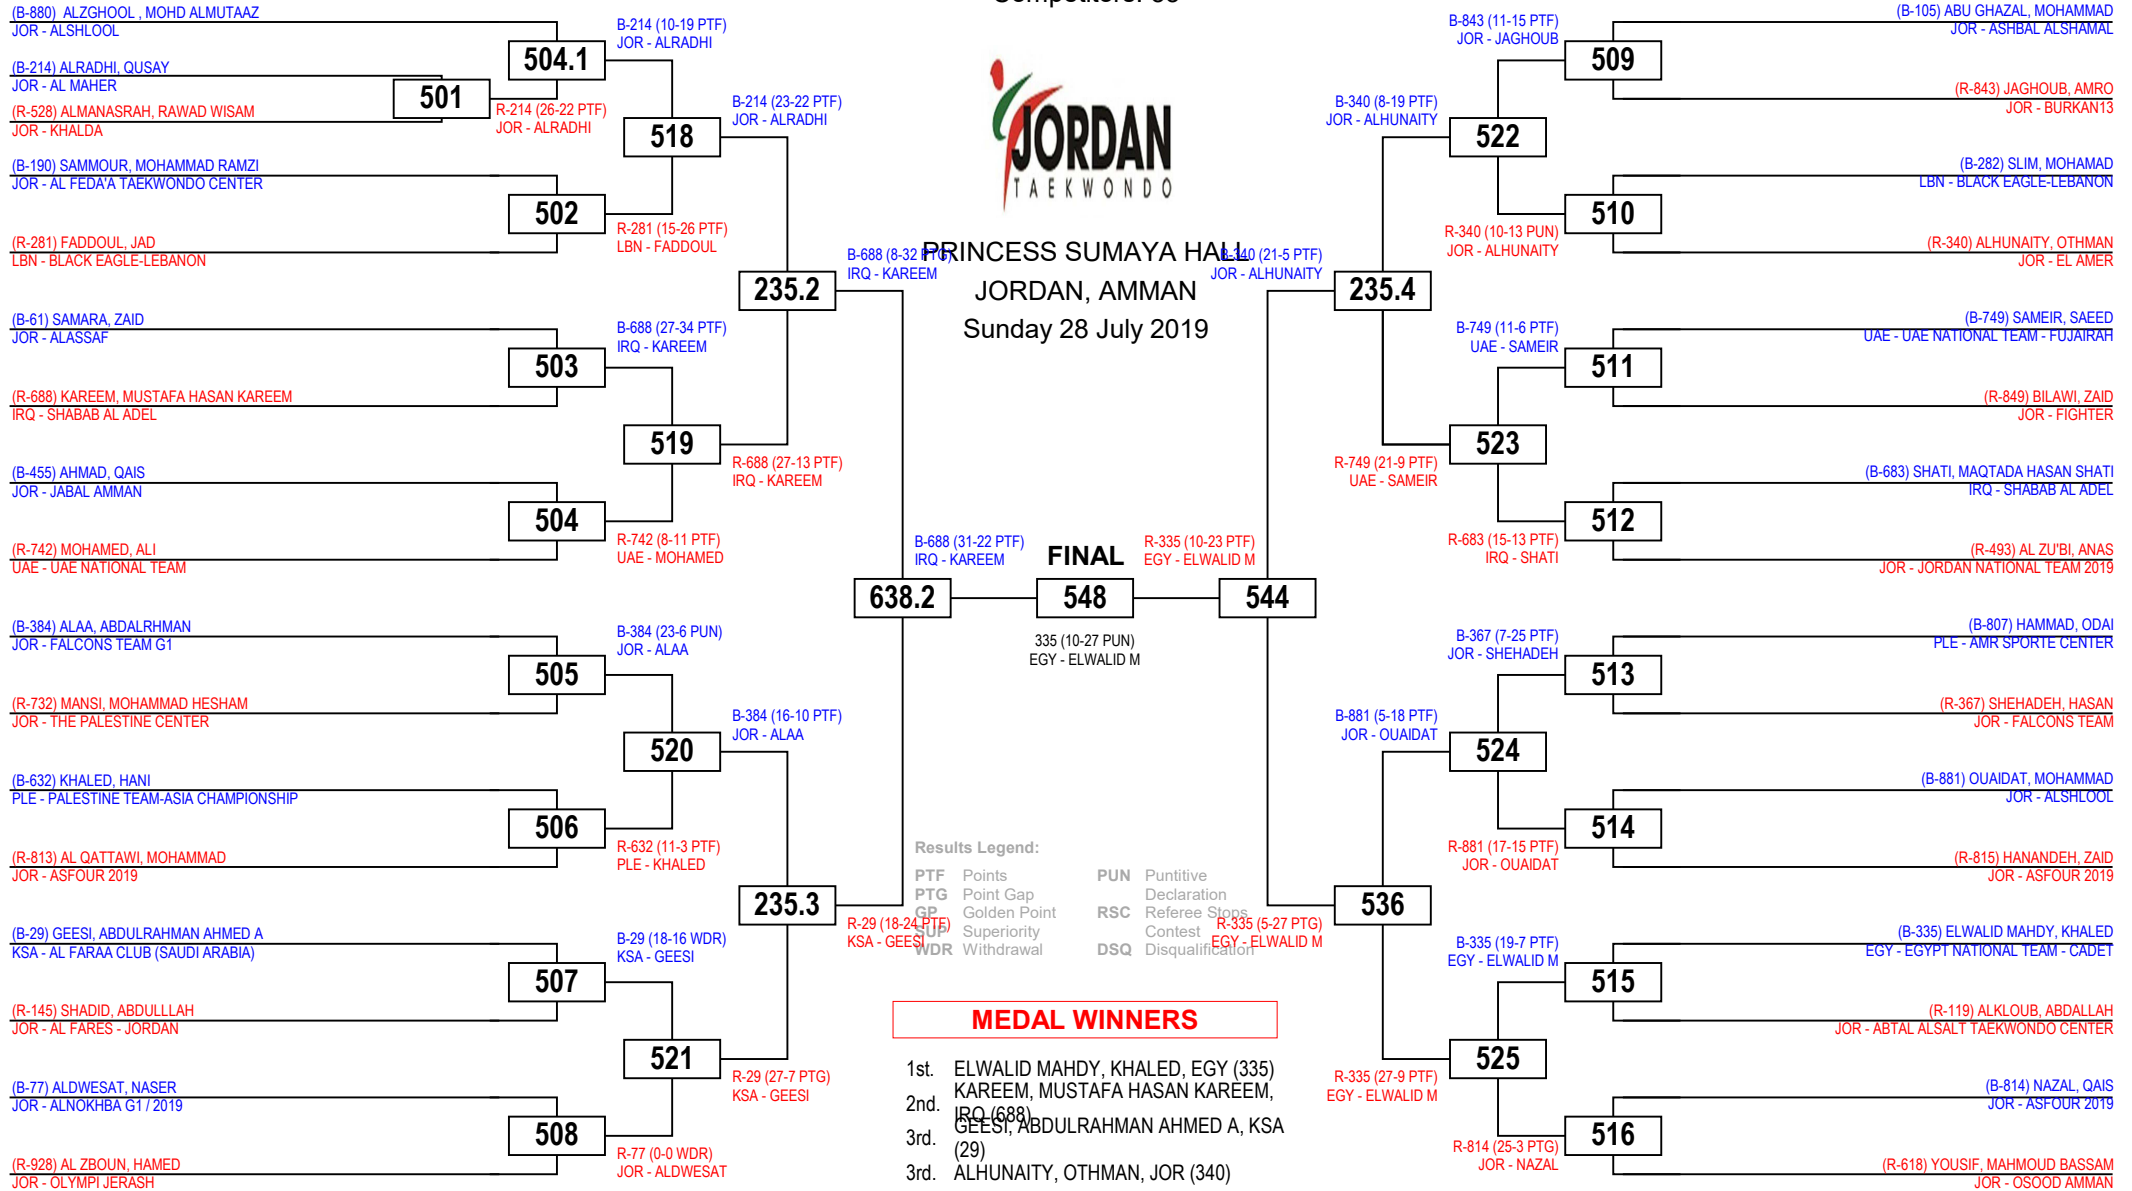 (B-880) ALZGHOOL , MOHD ALMUTAAZ
JOR - ALSHLOOL
(B-214) ALRADHI, QUSAY
JOR - AL MAHER
(R-528) ALMANASRAH, RAWAD WISAM
JOR - KHALDA
(B-190) SAMMOUR, MOHAMMAD RAMZI
JOR - AL FEDA'A TAEKWONDO CENTER
(R-281) FADDOUL, JAD
LBN - BLACK EAGLE-LEBANON
(B-61) SAMARA, ZAID
JOR - ALASSAF
(R-688) KAREEM, MUSTAFA HASAN KAREEM
IRQ - SHABAB AL ADEL
(B-455) AHMAD, QAIS
JOR - JABAL AMMAN
(R-742) MOHAMED, ALI
UAE - UAE NATIONAL TEAM
(B-384) ALAA, ABDALRHMAN
JOR - FALCONS TEAM G1
(R-732) MANSI, MOHAMMAD HESHAM
JOR - THE PALESTINE CENTER
(B-632) KHALED, HANI
PLE - PALESTINE TEAM-ASIA CHAMPIONSHIP
(R-813) AL QATTAWI, MOHAMMAD
JOR - ASFOUR 2019
(B-29) GEESI, ABDULRAHMAN AHMED A
KSA - AL FARAA CLUB (SAUDI ARABIA)
(R-145) SHADID, ABDULLLAH
JOR - AL FARES - JORDAN
(B-77) ALDWESAT, NASER
JOR - ALNOKHBA G1 / 2019
(R-928) AL ZBOUN, HAMED
JOR - OLYMPI JERASH
501
R-214 (26-22 PTF)
JOR - ALRADHI
504.1
502
503
504
505
506
507
508
B-214 (10-19 PTF)
JOR - ALRADHI
R-281 (15-26 PTF)
LBN - FADDOUL
B-688 (27-34 PTF)
IRQ - KAREEM
R-742 (8-11 PTF)
UAE - MOHAMED
B-384 (23-6 PUN)
JOR - ALAA
R-632 (11-3 PTF)
PLE - KHALED
B-29 (18-16 WDR)
KSA - GEESI
R-77 (0-0 WDR)
JOR - ALDWESAT
518
519
520
521
B-214 (23-22 PTF)
JOR - ALRADHI
R-688 (27-13 PTF)
IRQ - KAREEM
B-384 (16-10 PTF)
JOR - ALAA
R-29 (27-7 PTG)
KSA - GEESI
235.2
235.3
B-688 (8-32 PTG)
IRQ - KAREEM
R-29 (18-24 PTF)
KSA - GEESI
638.2
B-688 (31-22 PTF)
IRQ - KAREEM
JORDAN
TAEKWONDO
PRINCESS SUMAYA HALL
JORDAN, AMMAN
Sunday 28 July 2019
FINAL
548
335 (10-27 PUN)
EGY - ELWALID M
R-335 (10-23 PTF)
EGY - ELWALID M
544
B-340 (21-5 PTF)
JOR - ALHUNAITY
R-335 (5-27 PTG)
EGY - ELWALID M
235.4
536
B-340 (8-19 PTF)
JOR - ALHUNAITY
R-749 (21-9 PTF)
UAE - SAMEIR
B-881 (5-18 PTF)
JOR - OUAIDAT
R-335 (27-9 PTF)
EGY - ELWALID M
522
523
524
525
B-843 (11-15 PTF)
JOR - JAGHOUB
R-340 (10-13 PUN)
JOR - ALHUNAITY
B-749 (11-6 PTF)
UAE - SAMEIR
R-683 (15-13 PTF)
IRQ - SHATI
B-367 (7-25 PTF)
JOR - SHEHADEH
R-881 (17-15 PTF)
JOR - OUAIDAT
B-335 (19-7 PTF)
EGY - ELWALID M
R-814 (25-3 PTG)
JOR - NAZAL
509
510
511
512
513
514
515
516
(B-105) ABU GHAZAL, MOHAMMAD
JOR - ASHBAL ALSHAMAL
(R-843) JAGHOUB, AMRO
JOR - BURKAN13
(B-282) SLIM, MOHAMAD
LBN - BLACK EAGLE-LEBANON
(R-340) ALHUNAITY, OTHMAN
JOR - EL AMER
(B-749) SAMEIR, SAEED
UAE - UAE NATIONAL TEAM - FUJAIRAH
(R-849) BILAWI, ZAID
JOR - FIGHTER
(B-683) SHATI, MAQTADA HASAN SHATI
IRQ - SHABAB AL ADEL
(R-493) AL ZU'BI, ANAS
JOR - JORDAN NATIONAL TEAM 2019
(B-807) HAMMAD, ODAI
PLE - AMR SPORTE CENTER
(R-367) SHEHADEH, HASAN
JOR - FALCONS TEAM
(B-881) OUAIDAT, MOHAMMAD
JOR - ALSHLOOL
(R-815) HANANDEH, ZAID
JOR - ASFOUR 2019
(B-335) ELWALID MAHDY, KHALED
EGY - EGYPT NATIONAL TEAM - CADET
(R-119) ALKLOUB, ABDALLAH
JOR - ABTAL ALSALT TAEKWONDO CENTER
(B-814) NAZAL, QAIS
JOR - ASFOUR 2019
(R-618) YOUSIF, MAHMOUD BASSAM
JOR - OSOOD AMMAN
Results Legend:
PTF Points
PTG Point Gap
GP Golden Point
SUP Superiority
WDR Withdrawal
PUN Puntitive
Declaration
RSC Referee Stops
Contest
DSQ Disqualification
MEDAL WINNERS
1st. ELWALID MAHDY, KHALED, EGY (335)
2nd. KAREEM, MUSTAFA HASAN KAREEM,
IRQ (688)
3rd. GEESI, ABDULRAHMAN AHMED A, KSA
(29)
3rd. ALHUNAITY, OTHMAN, JOR (340)